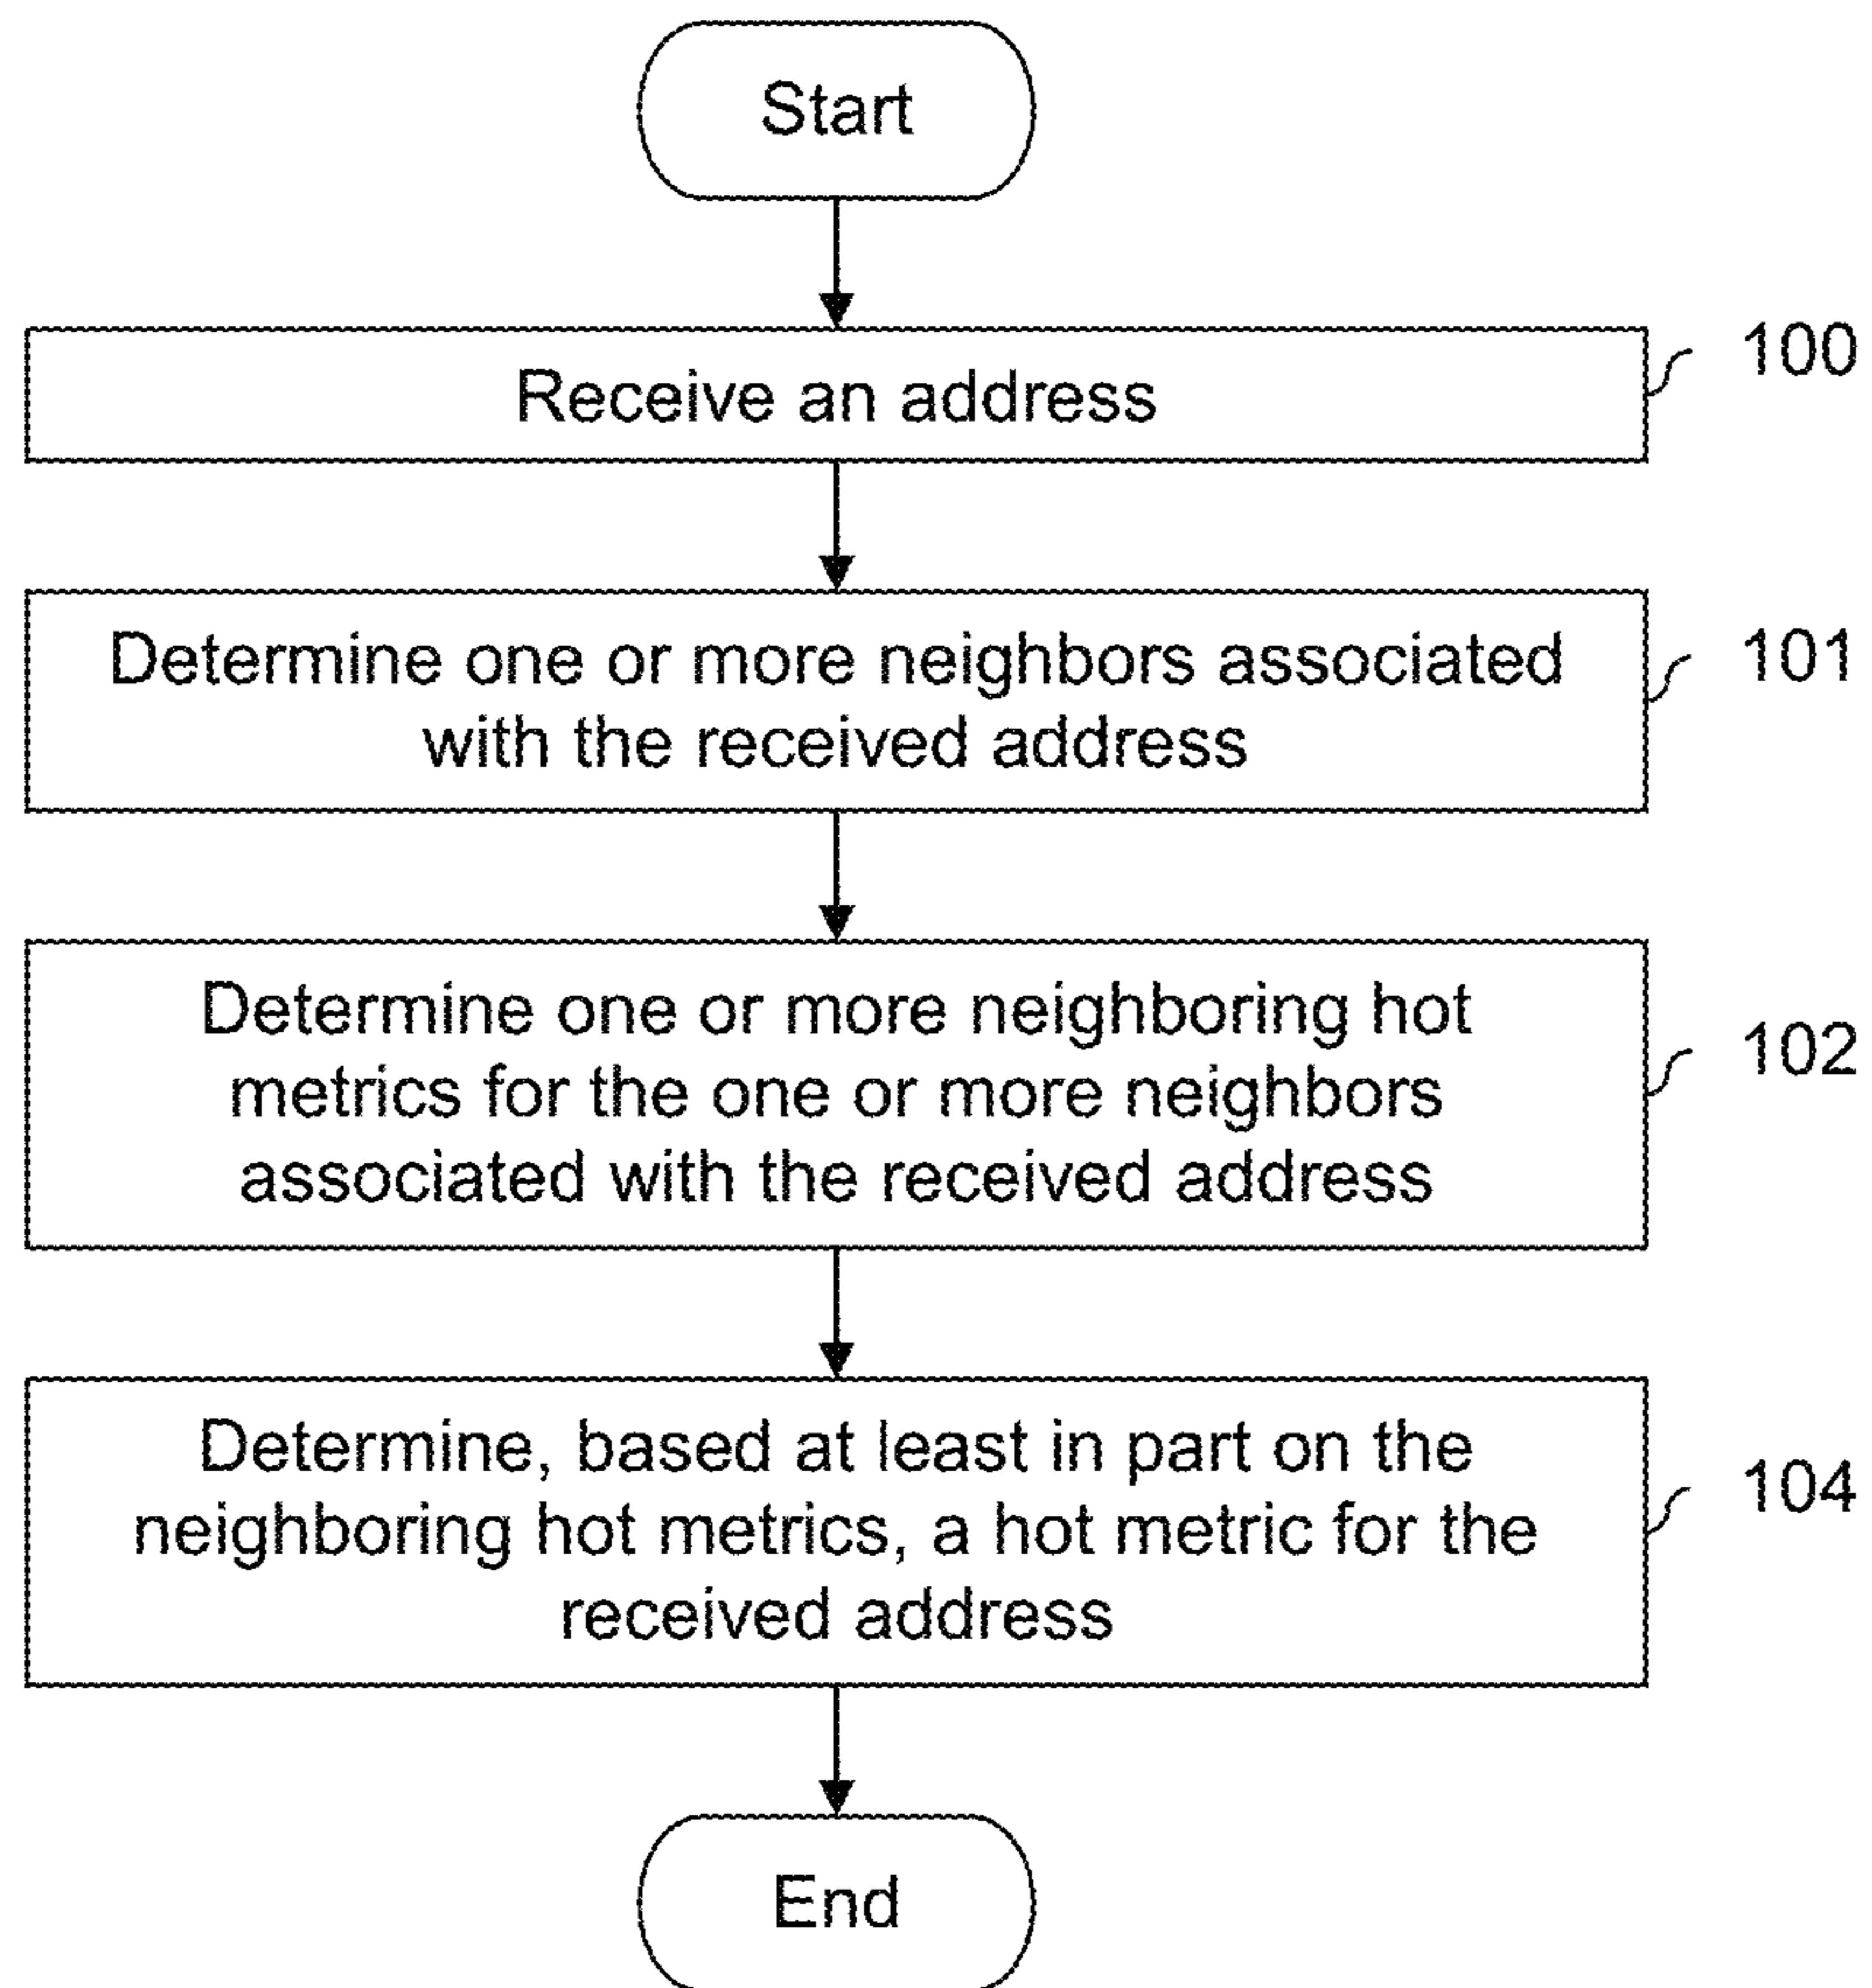 Start
Receive an address
100
Determine one or more neighbors associated
with the received address
101
Determine one or more neighboring hot
metrics for the one or more neighbors
associated with the received address
102
Determine, based at least in part on the
neighboring hot metrics, a hot metric for the
received address
104
End